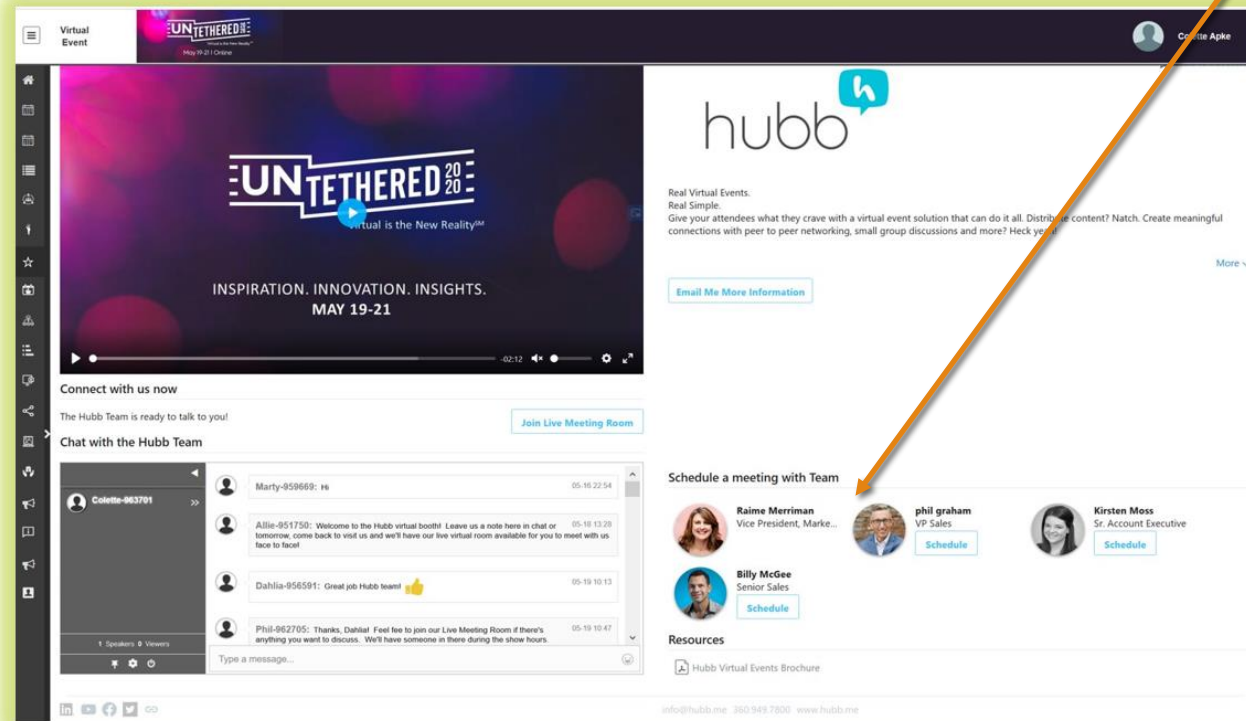 Virtual
Event
UNTETHERED 2020
Virtual is the New Reality℠
May 19-21 | Online
Colette Apke
UNTETHERED 2020
Virtual is the New Reality℠
INSPIRATION. INNOVATION. INSIGHTS.
MAY 19-21
-02:12
hubb
Real Virtual Events.
Real Simple.
Give your attendees what they crave with a virtual event solution that can do it all. Distribute content? Natch. Create meaningful
connections with peer to peer networking, small group discussions and more? Heck yeah!
More
Email Me More Information
Connect with us now
The Hubb Team is ready to talk to you!
Join Live Meeting Room
Chat with the Hubb Team
Colette-963701
1 Speakers 0 Viewers
Marty-959669: Hi 05-16 22:54
Allie-951750: Welcome to the Hubb virtual booth! Leave us a note here in chat or 05-18 13:28
tomorrow, come back to visit us and we'll have our live virtual room available for you to meet with us
face to face!
Dahlia-956591: Great job Hubb team! 05-19 10:13
Phil-962705: Thanks, Dahlia! Feel fee to join our Live Meeting Room if there's 05-19 10:47
anything you want to discuss. We'll have someone in there during the show hours.
Type a message...
Schedule a meeting with Team
Raime Merriman
Vice President, Marke...
phil graham
VP Sales
Schedule
Kirsten Moss
Sr. Account Executive
Schedule
Billy McGee
Senior Sales
Schedule
Resources
Hubb Virtual Events Brochure
info@hubb.me 360.949.7800 www.hubb.me